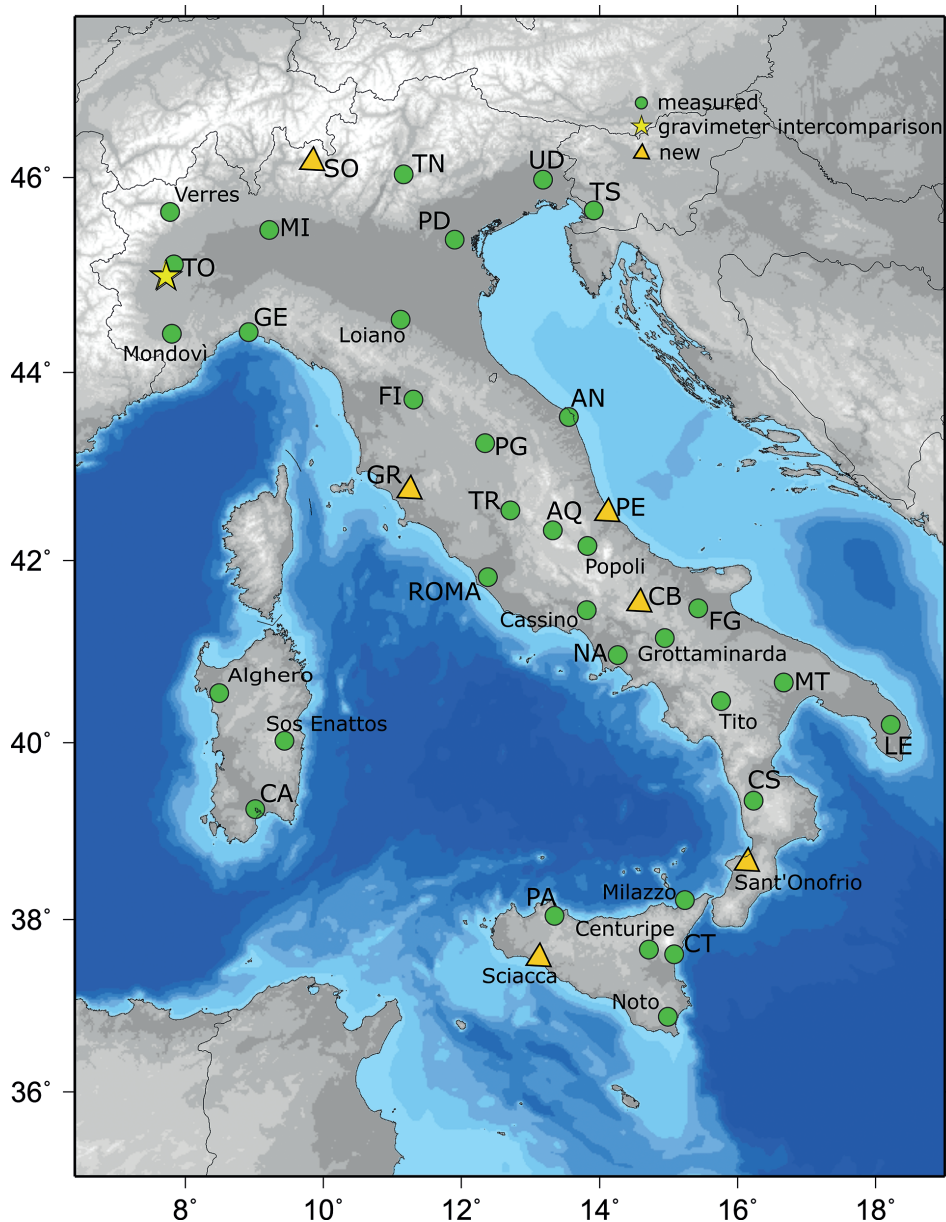 measured
gravimeter intercomparison
new
46°
44°
42°
40°
38°
36°
SO
TN
UD
Verres
TS
MI
PD
TO
GE
Loiano
Mondovì
FI
AN
PG
GR
TR
AQ
PE
Popoli
ROMA
CB
Cassino
FG
NA
Grottaminarda
Alghero
MT
Sos Enattos
Tito
LE
CA
CS
Sant'Onofrio
Milazzo
PA
Centuripe
CT
Sciacca
Noto
8° 10° 12° 14° 16° 18°